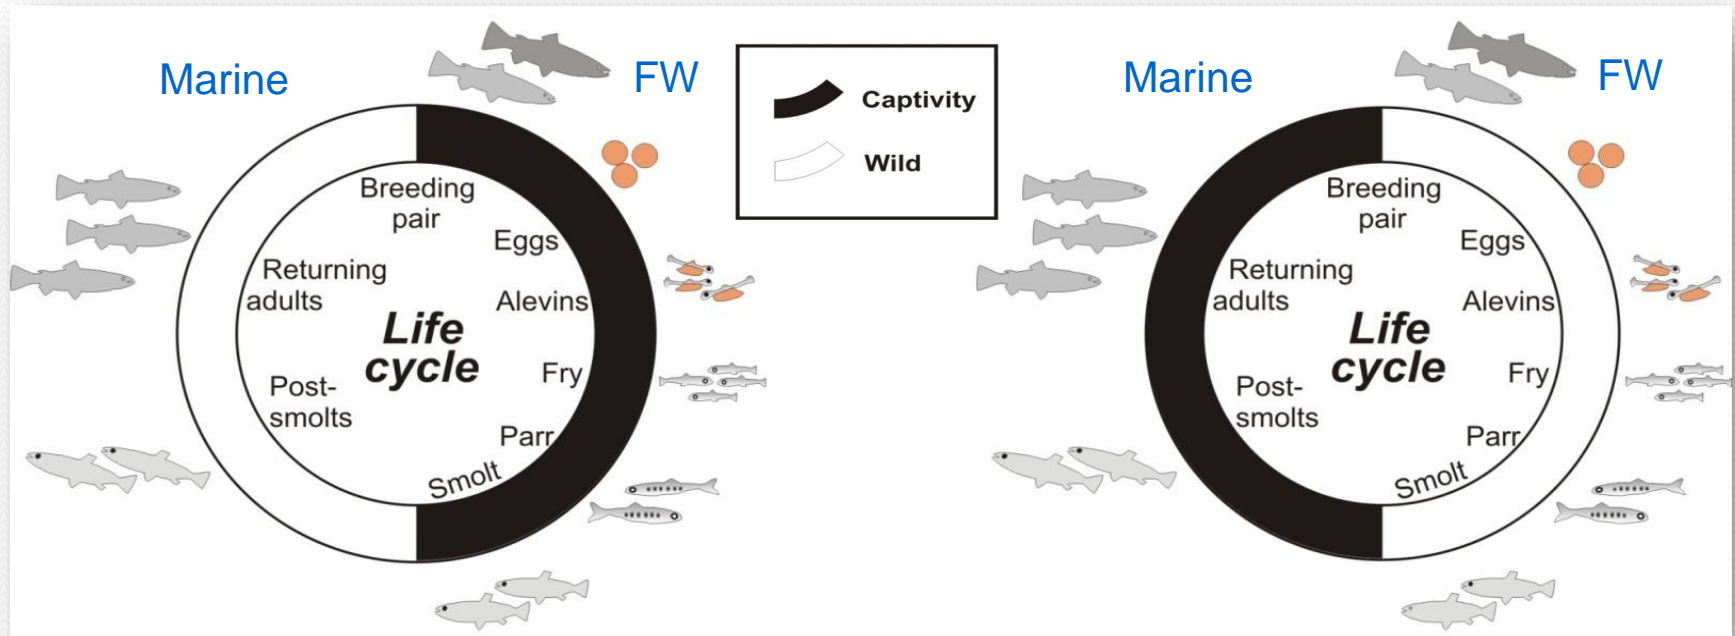 Marine
FW
Breeding
pair
Eggs
Returning
adults
Alevins
Life
cycle
Fry
Post-
smolts
Parr
Smolt
Captivity
Wild
Marine
FW
Breeding
pair
Eggs
Returning
adults
Alevins
Life
cycle
Fry
Post-
smolts
Parr
Smolt